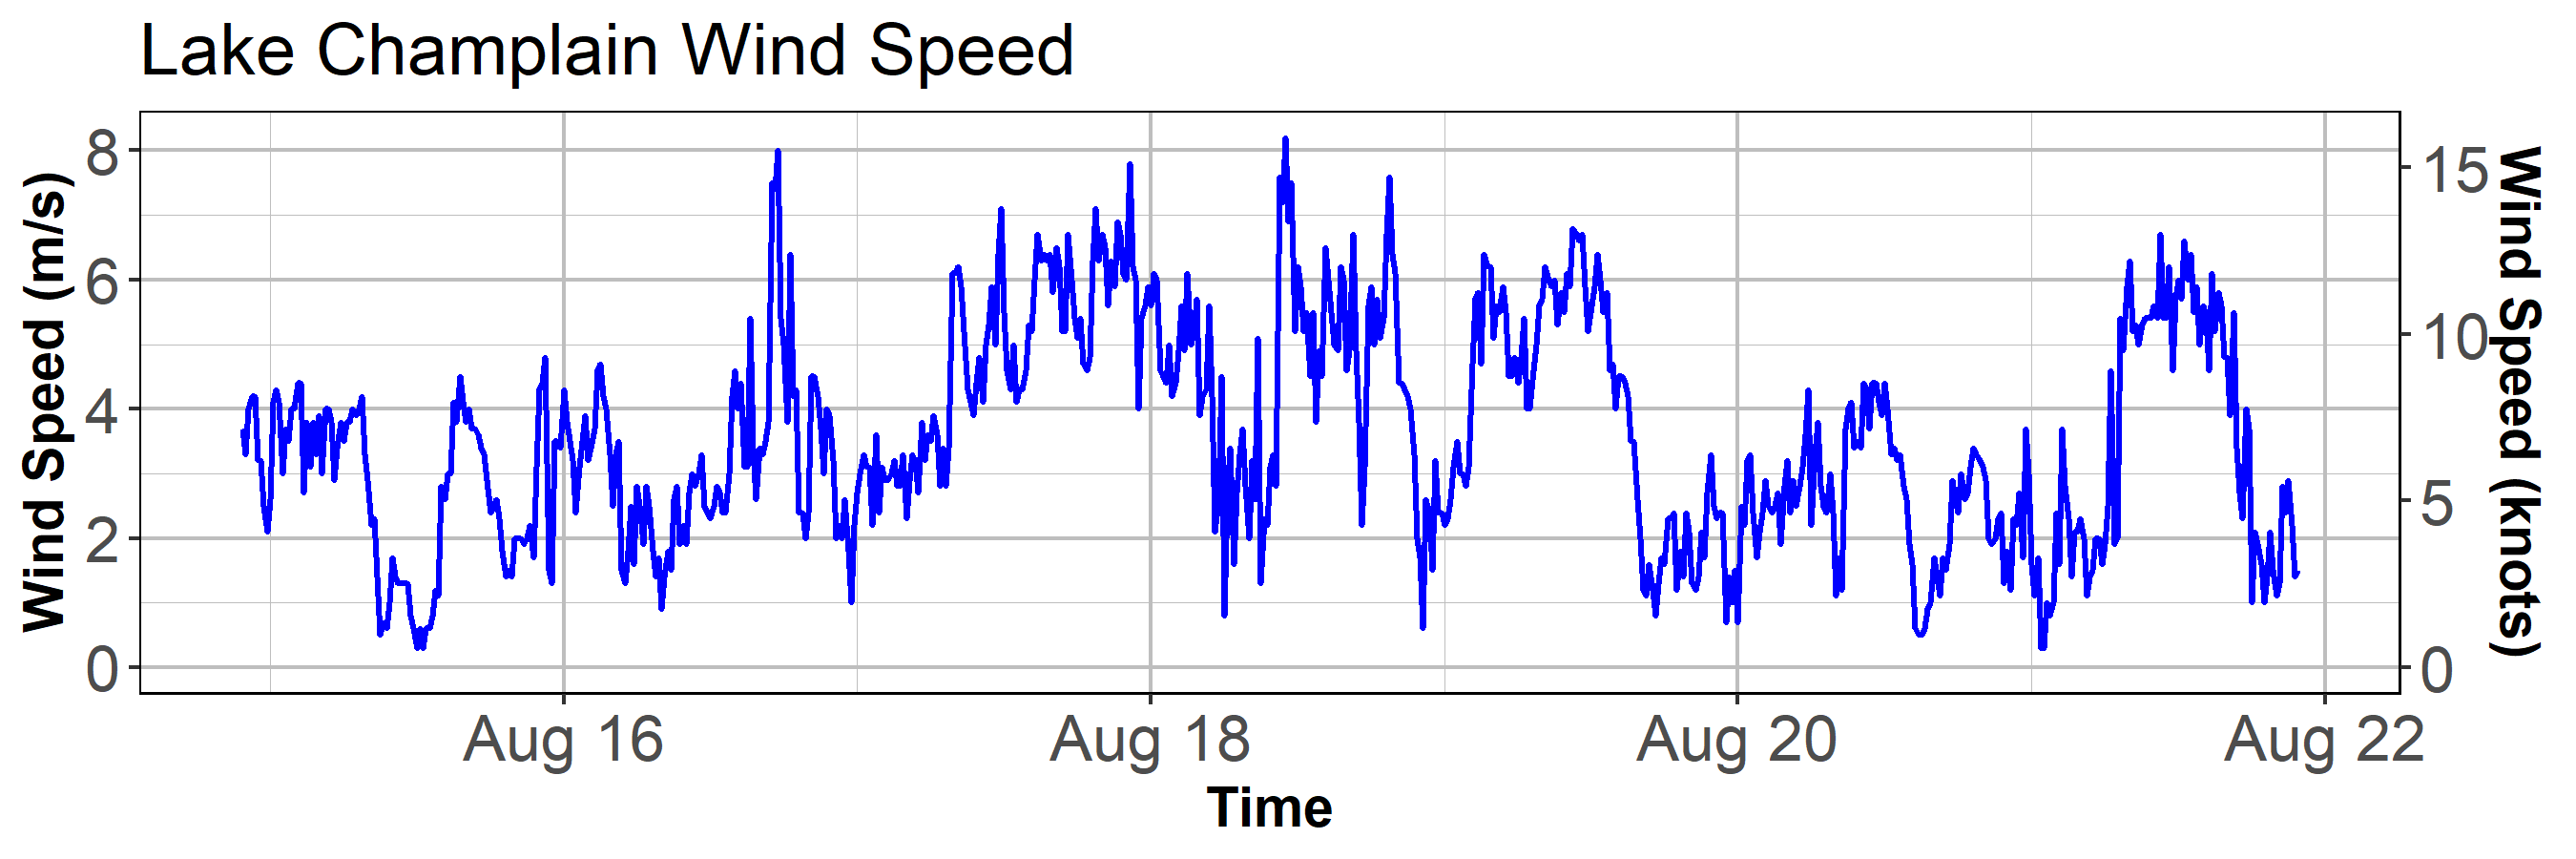 Lake Champlain Wind Speed
Wind Speed (m/s)
8
6
4
2
0
15
10
5
0
Wind Speed (knots)
Aug 16
Aug 18
Aug 20
Aug 22
Time